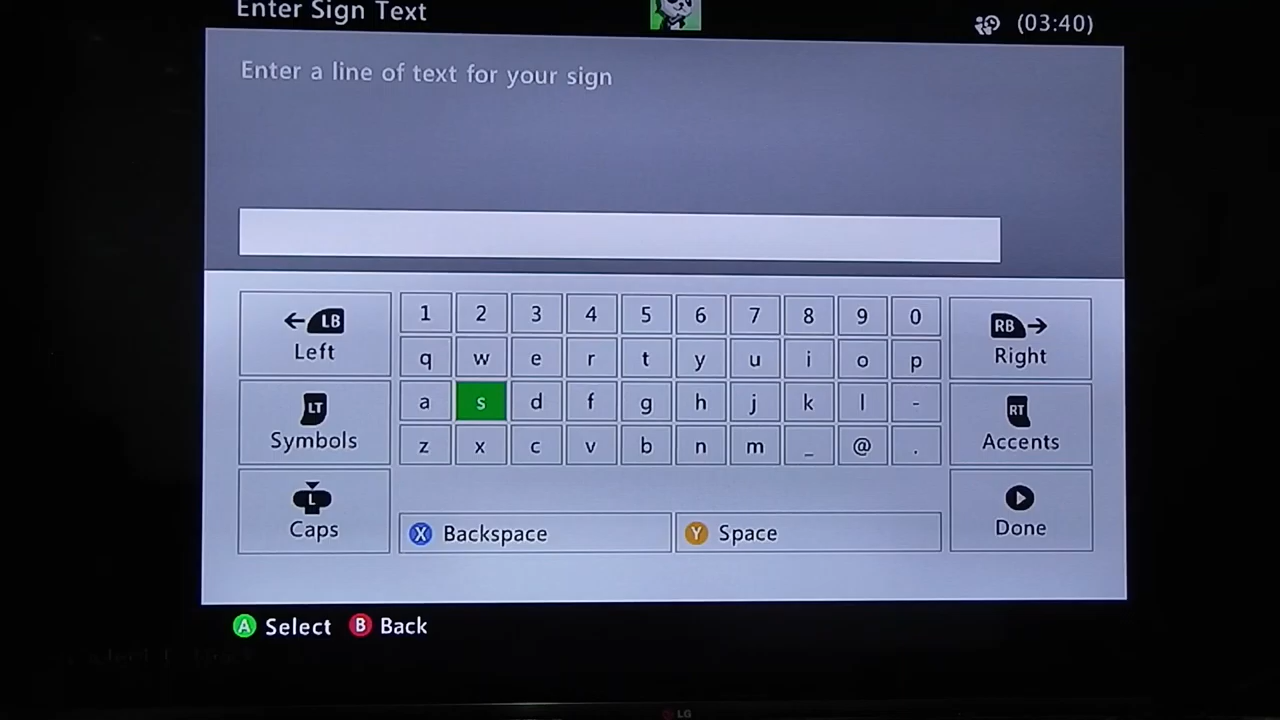 Enter Sign Text
(03:40)
Enter a line of text for your sign
LB
Left
1 2 3 4 5 6 7 8 9 0
RB
Right
q w e r t y u i o p
LT
Symbols
a s d f g h j k l -
RT
Accents
z x c v b n m _ @ .
L
Caps
X Backspace
Y Space
Done
A Select B Back
LG